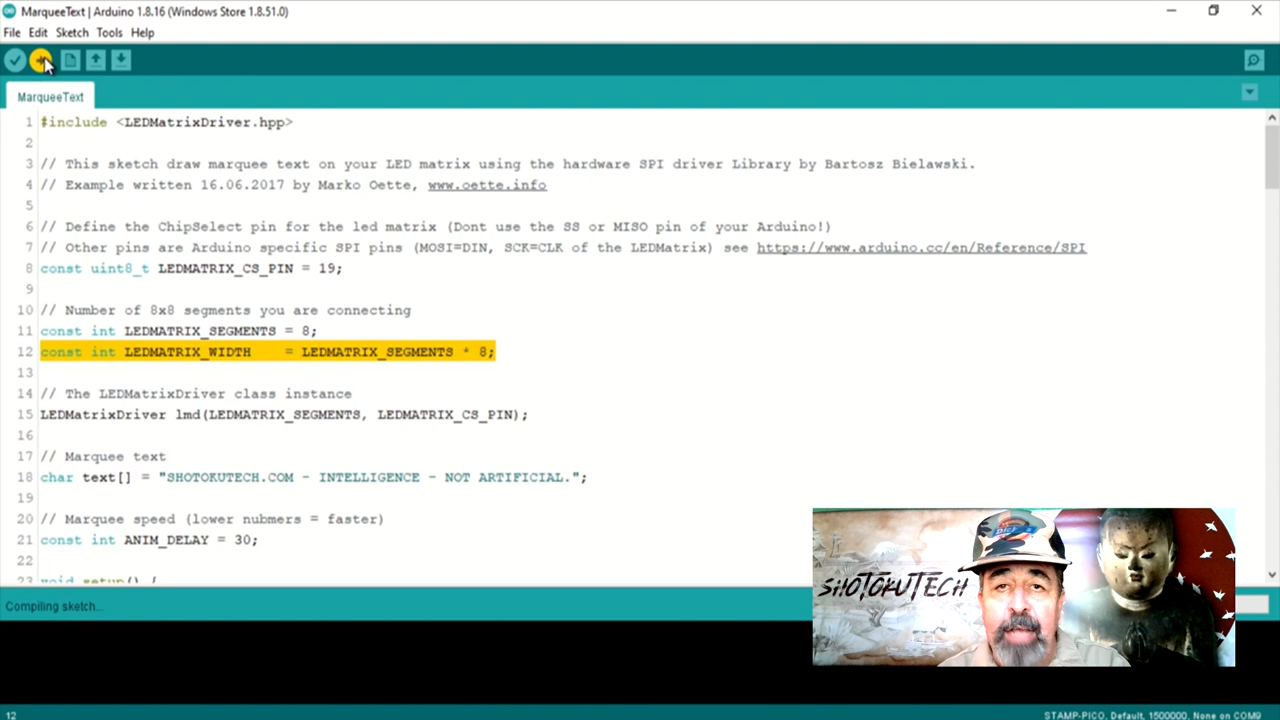 MarqueeText | Arduino 1.8.16 (Windows Store 1.8.51.0)
File Edit Sketch Tools Help
MarqueeText
1 #include <LEDMatrixDriver.hpp>
2
3 // This sketch draw marquee text on your LED matrix using the hardware SPI driver Library by Bartosz Bielawski.
4 // Example written 16.06.2017 by Marko Oette, www.oette.info
5
6 // Define the ChipSelect pin for the led matrix (Dont use the SS or MISO pin of your Arduino!)
7 // Other pins are Arduino specific SPI pins (MOSI=DIN, SCK=CLK of the LEDMatrix) see https://www.arduino.cc/en/Reference/SPI
8 const uint8_t LEDMATRIX_CS_PIN = 19;
9
10 // Number of 8x8 segments you are connecting
11 const int LEDMATRIX_SEGMENTS = 8;
12 const int LEDMATRIX_WIDTH    = LEDMATRIX_SEGMENTS * 8;
13
14 // The LEDMatrixDriver class instance
15 LEDMatrixDriver lmd(LEDMATRIX_SEGMENTS, LEDMATRIX_CS_PIN);
16
17 // Marquee text
18 char text[] = "SHOTOKUTECH.COM - INTELLIGENCE - NOT ARTIFICIAL.";
19
20 // Marquee speed (lower nubmers = faster)
21 const int ANIM_DELAY = 30;
22
23 void setup() {
SHOTOKUTECH
Compiling sketch...
12
STAMP-PICO, Default, 1500000, None on COM9